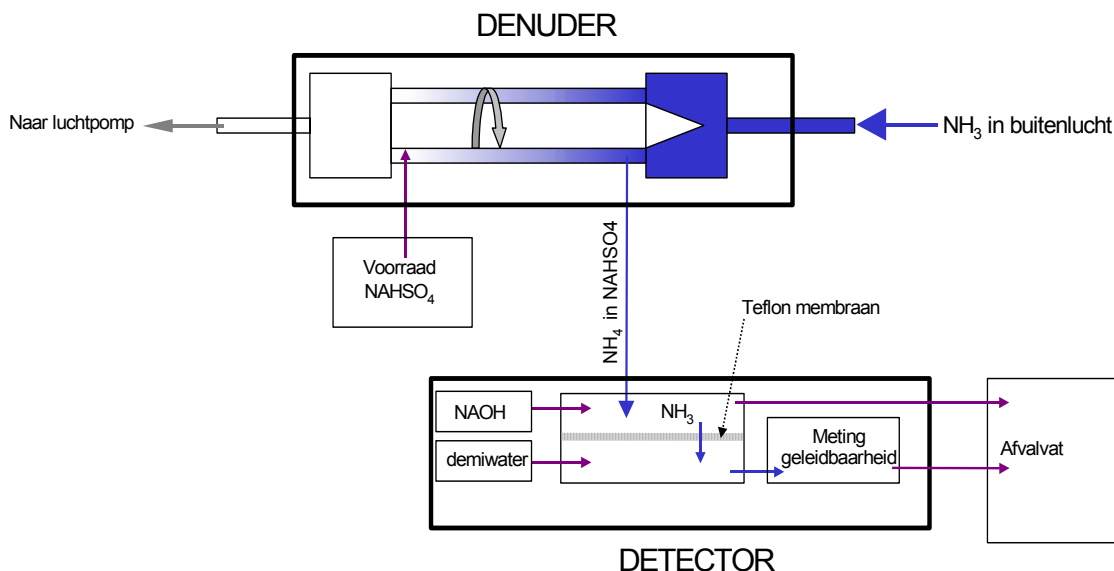 DENUDER
Naar luchtpomp
NH₃ in buitenlucht
Voorraad
NAHSO₄
NH₄ in NAHSO4
Teflon membraan
NAOH
NH₃
demiwater
Meting
geleidbaarheid
Afvalvat
DETECTOR